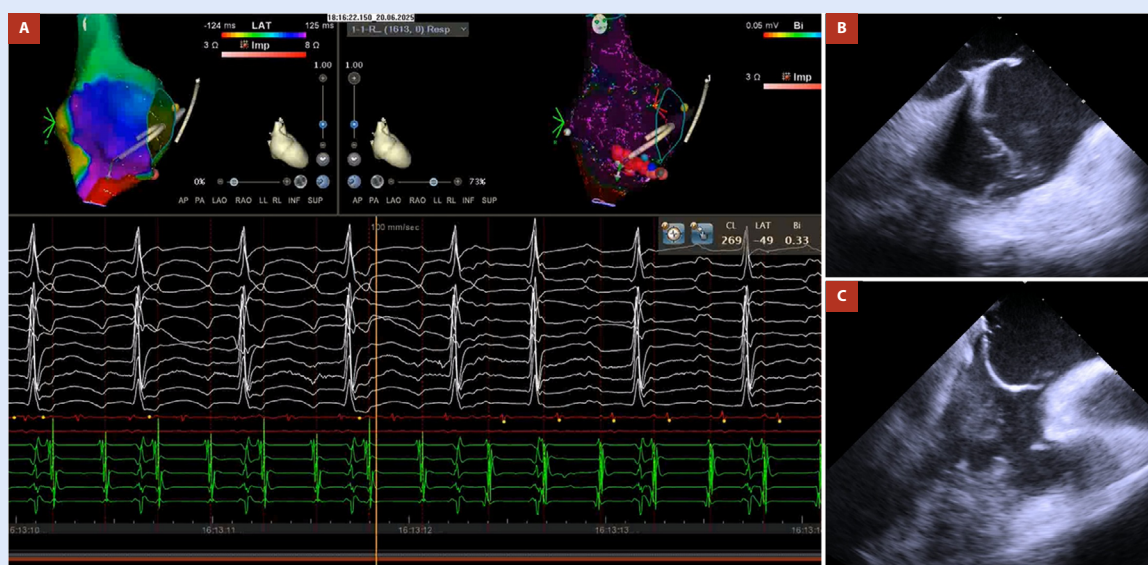 A
18:16:22.150_20.06.2025
-124 ms LAT 125 ms
3 Ω Imp 8 Ω
1.00
0%
AP PA LAO RAO LL RL INF SUP
1-1-R_ (1613, 0) Resp
1.00
0.05 mV Bi
3 Ω Imp
73%
AP PA LAO RAO LL RL INF SUP
100 mm/sec
CL LAT Bi
269 -49 0.33
16:13:11
16:13:12
16:13:13
B
C